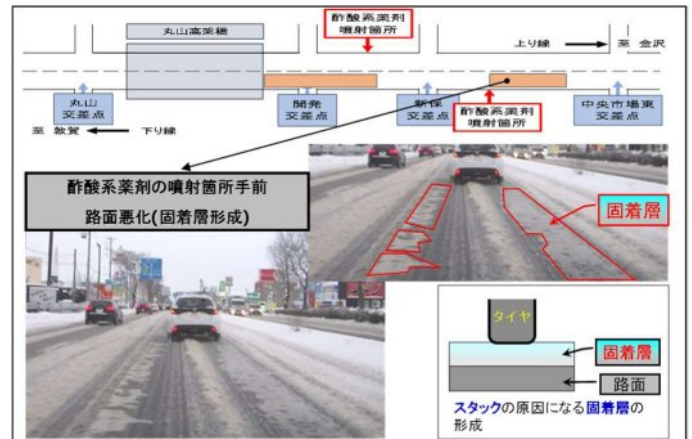 酢酸系薬剤
噴射箇所
丸山高架橋
上り線
至 金沢
丸山
交差点
開発
交差点
新保
交差点
酢酸系薬剤
噴射箇所
中央市場東
交差点
至 敦賀
下り線
酢酸系薬剤の噴射箇所手前
路面悪化(固着層形成)
固着層
タイヤ
固着層
路面
スタックの原因になる固着層の
形成